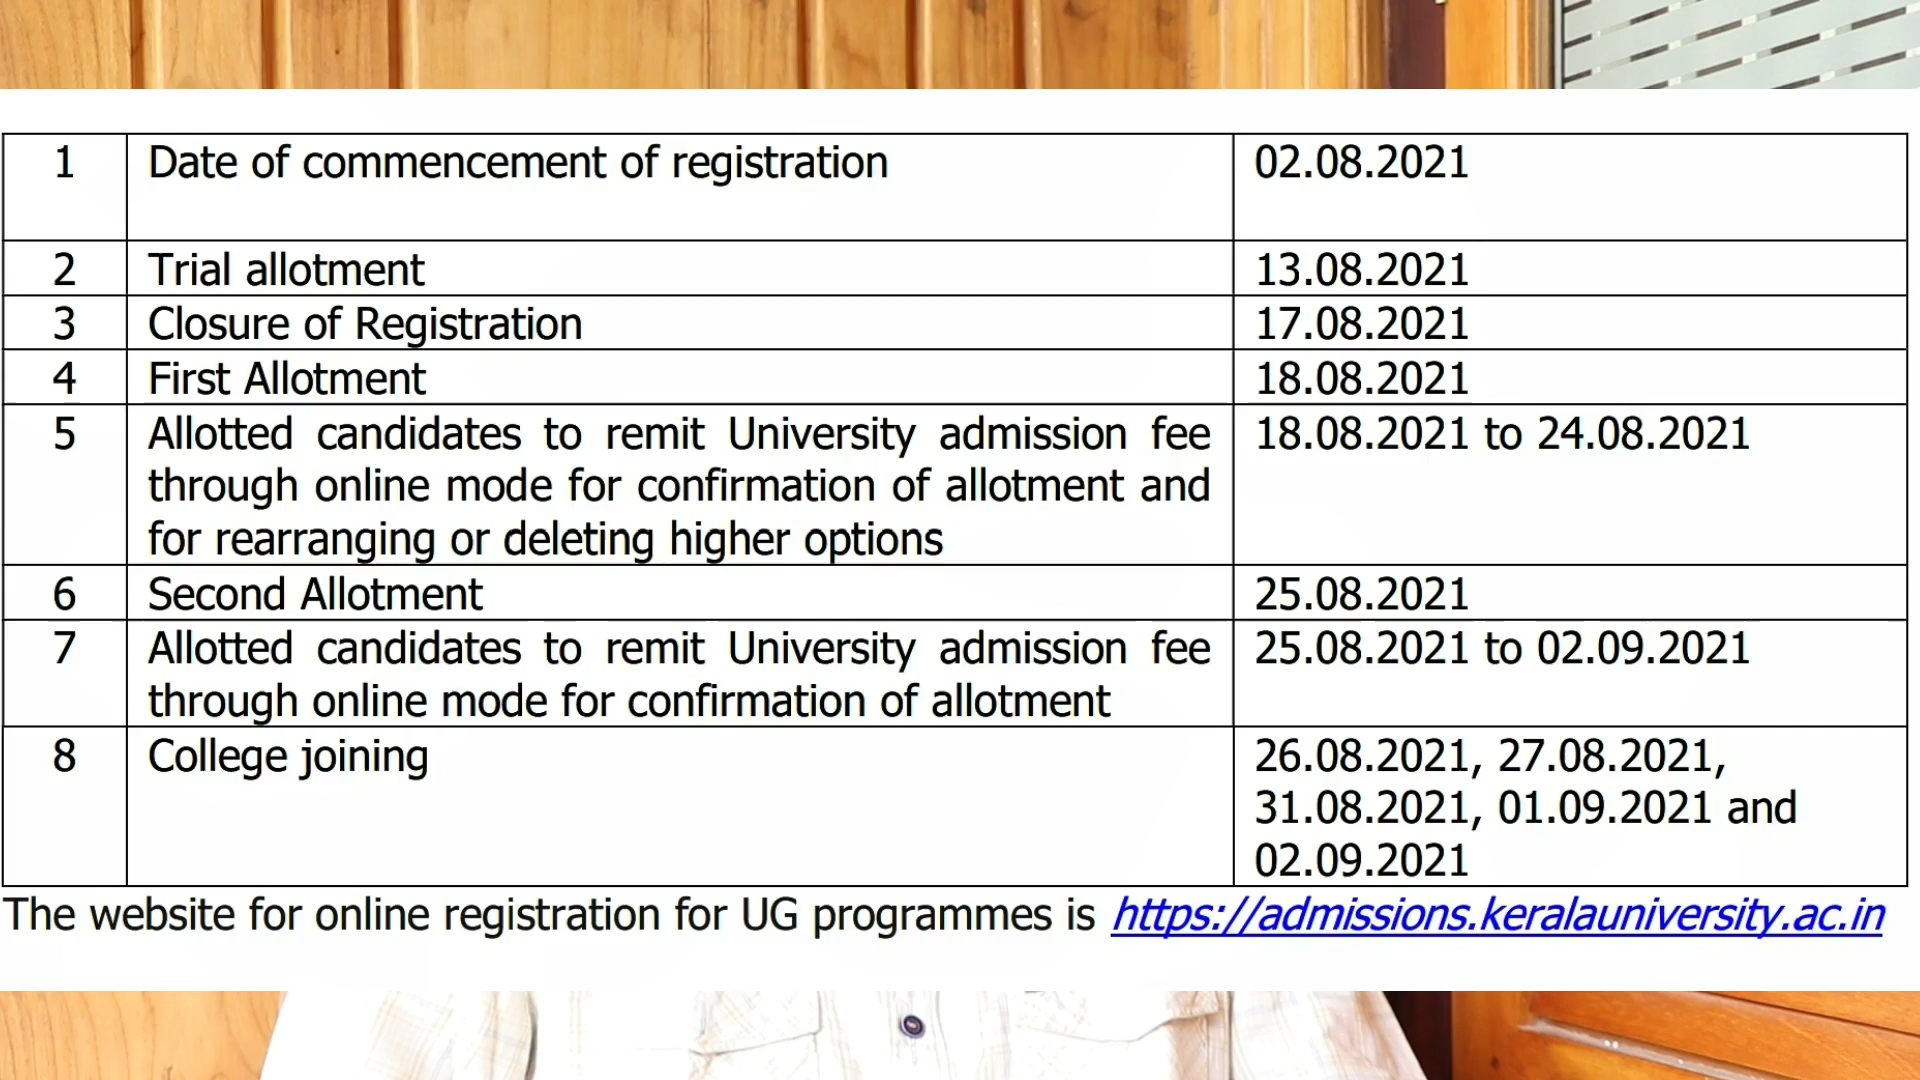 1 Date of commencement of registration 02.08.2021
2 Trial allotment 13.08.2021
3 Closure of Registration 17.08.2021
4 First Allotment 18.08.2021
5 Allotted candidates to remit University admission fee 18.08.2021 to 24.08.2021
through online mode for confirmation of allotment and
for rearranging or deleting higher options
6 Second Allotment 25.08.2021
7 Allotted candidates to remit University admission fee 25.08.2021 to 02.09.2021
through online mode for confirmation of allotment
8 College joining 26.08.2021, 27.08.2021,
31.08.2021, 01.09.2021 and
02.09.2021
The website for online registration for UG programmes is https://admissions.keralauniversity.ac.in